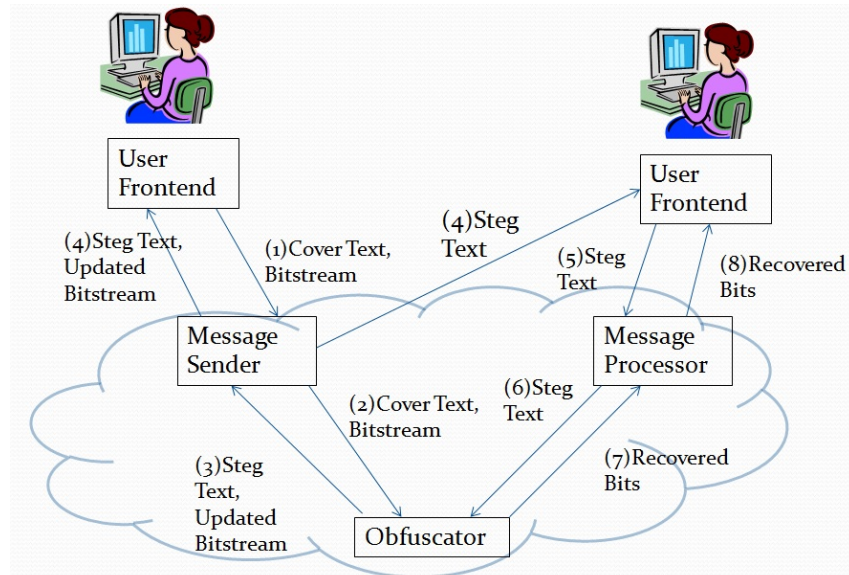 User
Frontend
User
Frontend
(4)Steg Text,
Updated
Bitstream
(1)Cover Text,
Bitstream
(4)Steg
Text
(5)Steg
Text
(8)Recovered
Bits
Message
Sender
Message
Processor
(2)Cover Text,
Bitstream
(6)Steg
Text
(3)Steg
Text,
Updated
Bitstream
(7)Recovered
Bits
Obfuscator